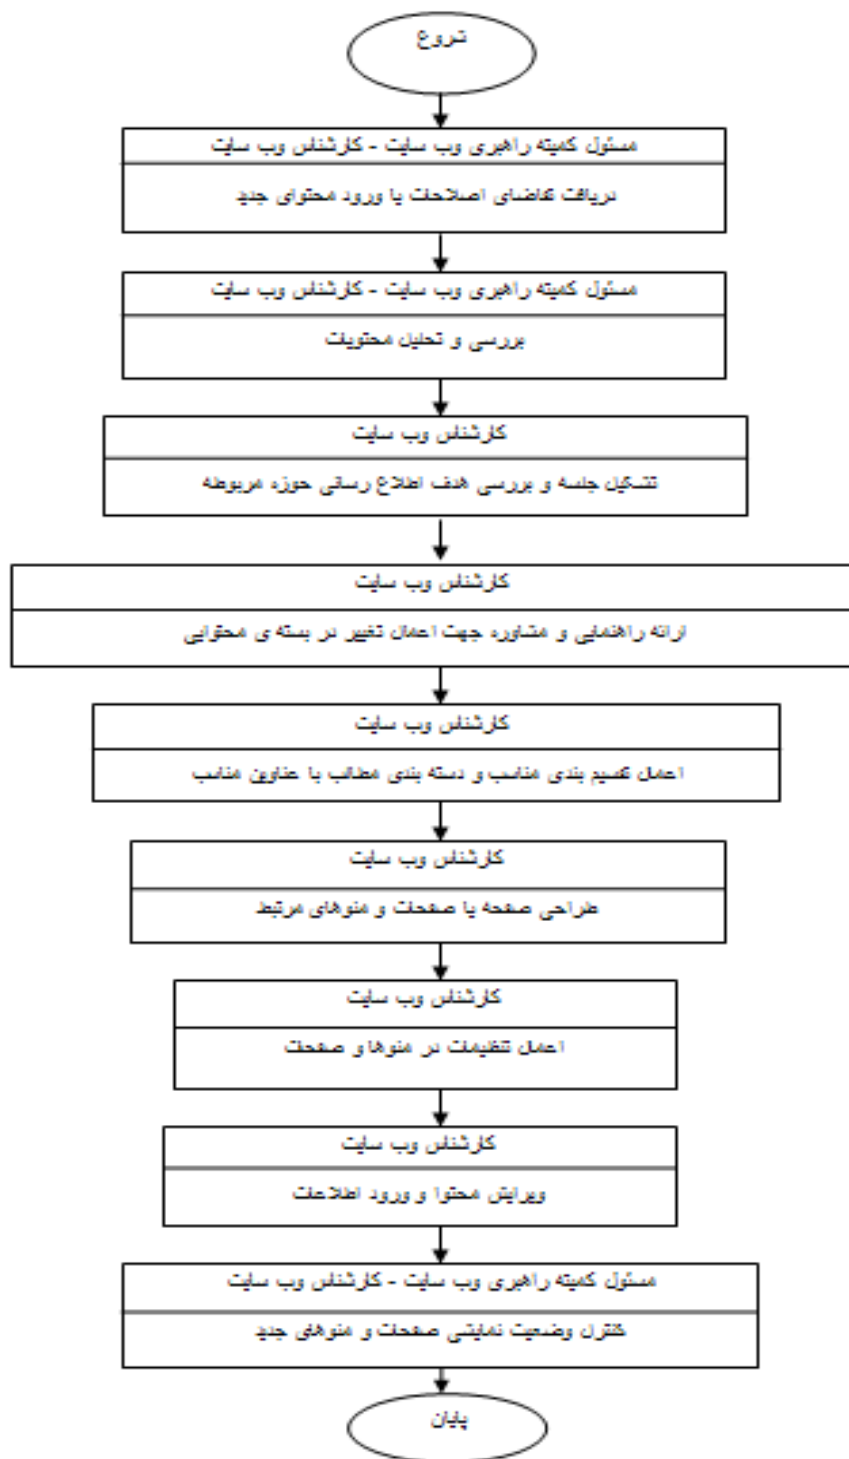 شروع
مسئول کمیته راهبری وب سایت - کارشناس وب سایت
دریافت تقاضای اصلاحات یا ورود محتوای جدید
مسئول کمیته راهبری وب سایت - کارشناس وب سایت
بررسی و تحلیل محتویات
کارشناس وب سایت
تشکیل جلسه و بررسی هدف اطلاع رسانی حوزه مربوطه
کارشناس وب سایت
ارائه راهنمایی و مشاوره جهت اعمال تغییر در بسته ی محتوایی
کارشناس وب سایت
اعمال تقسیم بندی مناسب و دسته بندی مطالب با عناوین مناسب
کارشناس وب سایت
طراحی صفحه یا صفحات و منوهای مرتبط
کارشناس وب سایت
اعمال تنظیمات در منوها و صفحات
کارشناس وب سایت
ویرایش محتوا و ورود اطلاعات
مسئول کمیته راهبری وب سایت - کارشناس وب سایت
کنترل وضعیت نمایشی صفحات و منوهای جدید
پایان